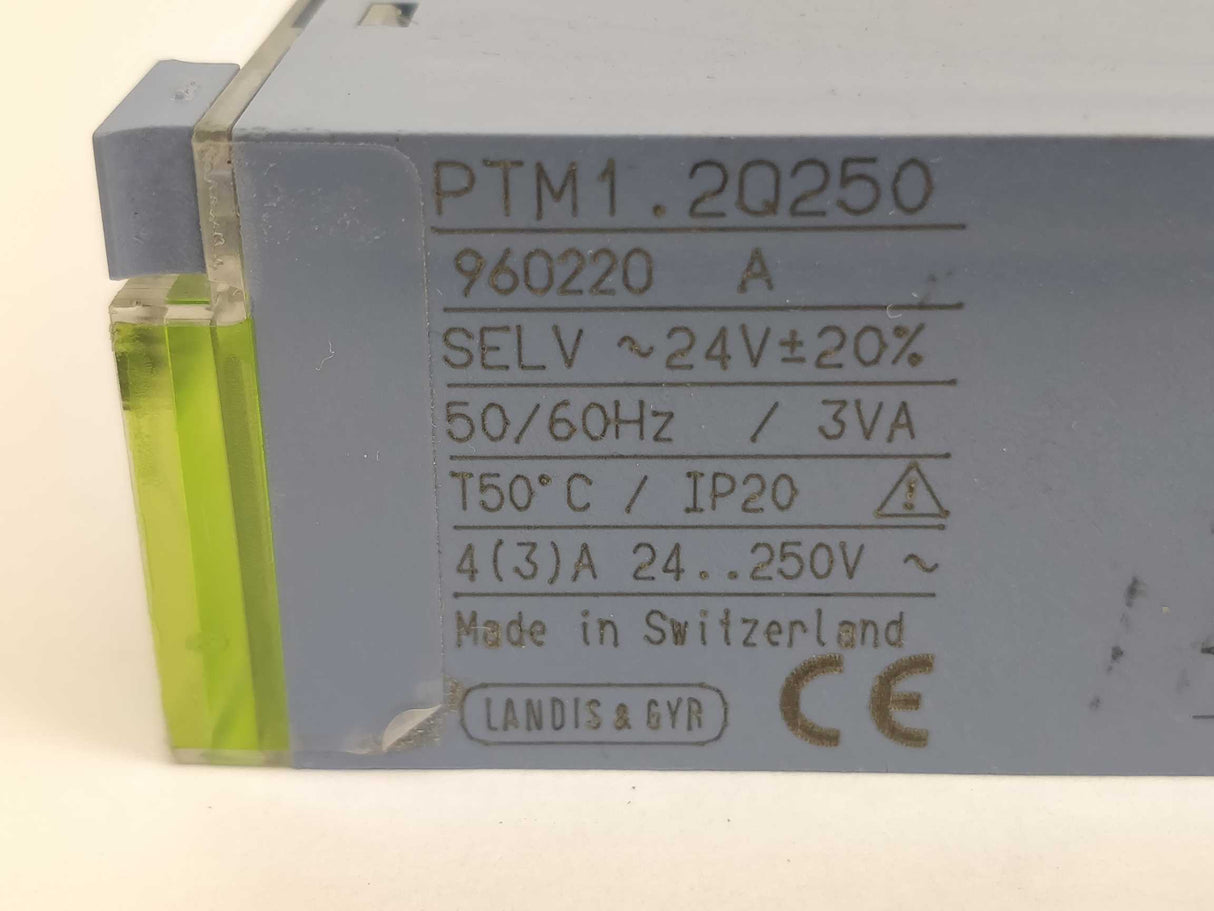 PTM1.2Q250
960220 A
SELV ~24V±20%
50/60Hz / 3VA
T50°C / IP20
4(3)A 24..250V ~
Made in Switzerland
LANDIS & GYR CE